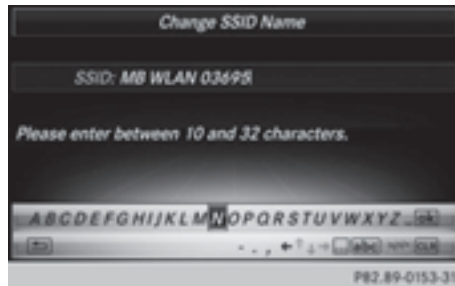 Change SSID Name
SSID: MB WLAN 03695
Please enter between 10 and 32 characters.
A B C D E F G H I J K L M N O P Q R S T U V W X Y Z _ ok
- . , ←↑↓→ abc CLR
P82.89-0153-31